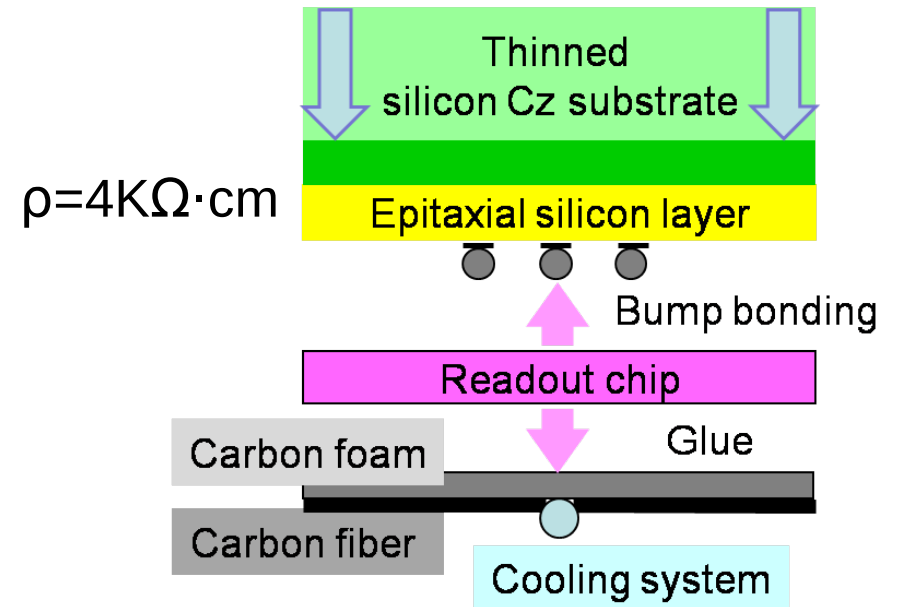 Thinned
silicon Cz substrate
ρ=4KΩ·cm
Epitaxial silicon layer
Bump bonding
Readout chip
Glue
Carbon foam
Carbon fiber
Cooling system